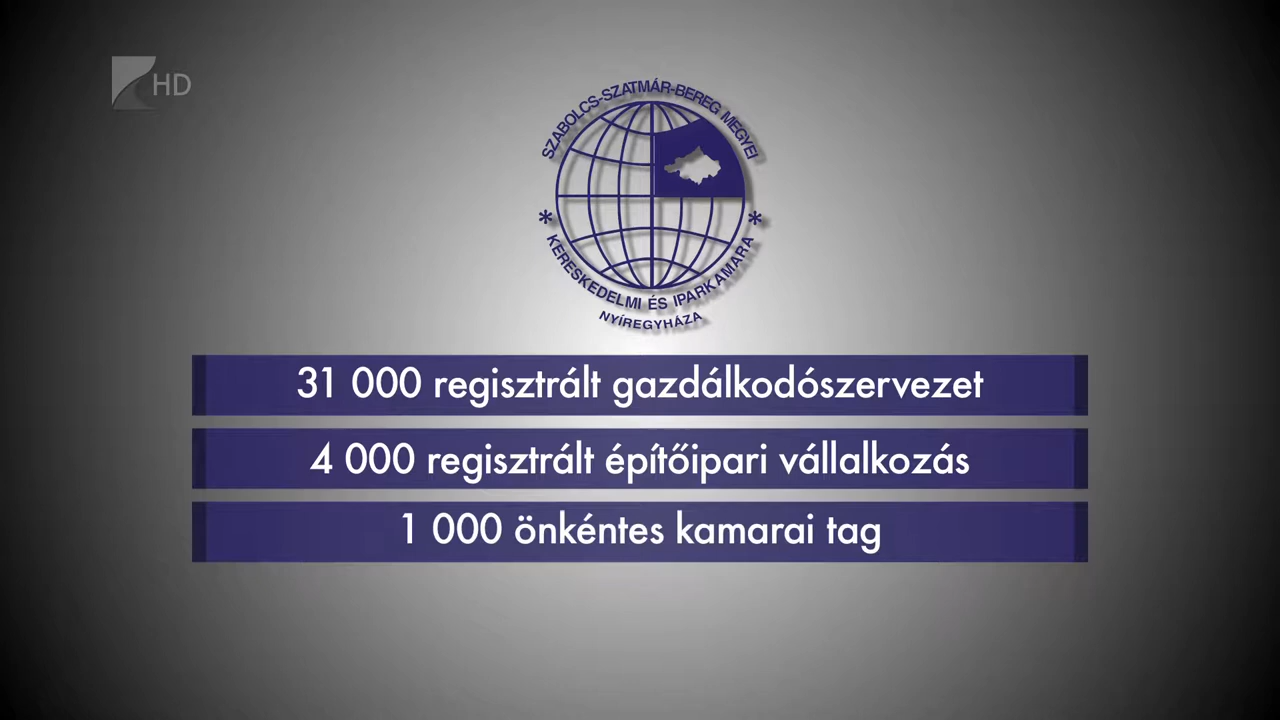 HD
SZABOLCS-SZATMÁR-BEREG MEGYEI
* KERESKEDELMI ÉS IPARKAMARA *
NYÍREGYHÁZA
31 000 regisztrált gazdálkodószervezet
4 000 regisztrált építőipari vállalkozás
1 000 önkéntes kamarai tag